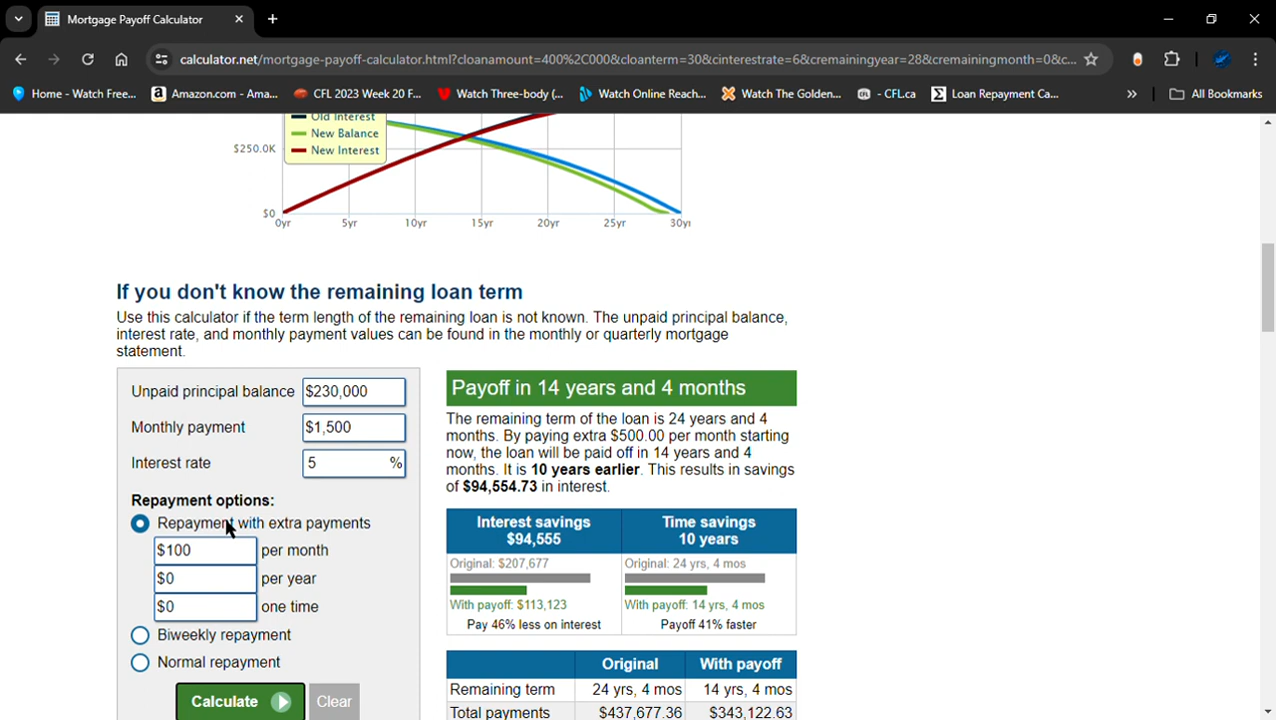 Mortgage Payoff Calculator
calculator.net/mortgage-payoff-calculator.html?cloanamount=400%2C000&cloanterm=30&cinterestrate=6&cremainingyear=28&cremainingmonth=0&c...
Home - Watch Free... Amazon.com - Ama... CFL 2023 Week 20 F... Watch Three-body (... Watch Online Reach... Watch The Golden... - CFL.ca Loan Repayment Ca... » All Bookmarks
Old Interest
New Balance
New Interest
$250.0K
$0
0yr 5yr 10yr 15yr 20yr 25yr 30yr
If you don't know the remaining loan term
Use this calculator if the term length of the remaining loan is not known. The unpaid principal balance,
interest rate, and monthly payment values can be found in the monthly or quarterly mortgage
statement.
Unpaid principal balance $230,000
Monthly payment $1,500
Interest rate 5 %
Repayment options:
Repayment with extra payments
$100 per month
$0 per year
$0 one time
Biweekly repayment
Normal repayment
Calculate Clear
Payoff in 14 years and 4 months
The remaining term of the loan is 24 years and 4
months. By paying extra $500.00 per month starting
now, the loan will be paid off in 14 years and 4
months. It is 10 years earlier. This results in savings
of $94,554.73 in interest.
Interest savings Time savings
$94,555 10 years
Original: $207,677 Original: 24 yrs, 4 mos
With payoff: $113,123 With payoff: 14 yrs, 4 mos
Pay 46% less on interest Payoff 41% faster
Original With payoff
Remaining term 24 yrs, 4 mos 14 yrs, 4 mos
Total payments $437,677.36 $343,122.63